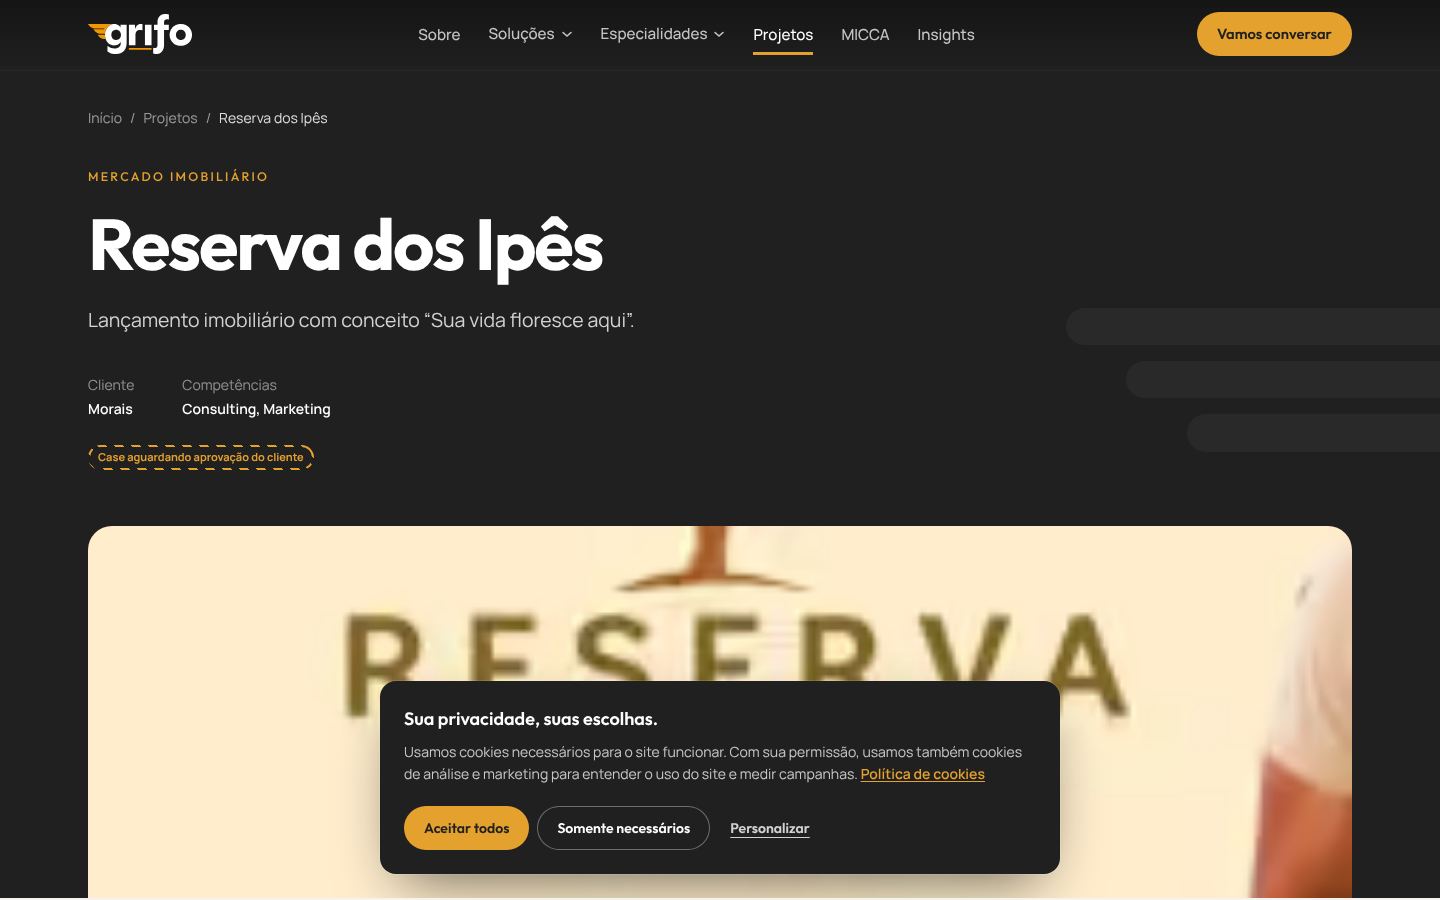 grifo
Sobre
Soluções
Especialidades
Projetos
MICCA
Insights
Vamos conversar
Início / Projetos / Reserva dos Ipês
MERCADO IMOBILIÁRIO
Reserva dos Ipês
Lançamento imobiliário com conceito “Sua vida floresce aqui”.
Cliente
Morais
Competências
Consulting, Marketing
Case aguardando aprovação do cliente
RESERVA
Sua privacidade, suas escolhas.
Usamos cookies necessários para o site funcionar. Com sua permissão, usamos também cookies
de análise e marketing para entender o uso do site e medir campanhas. Política de cookies
Aceitar todos
Somente necessários
Personalizar